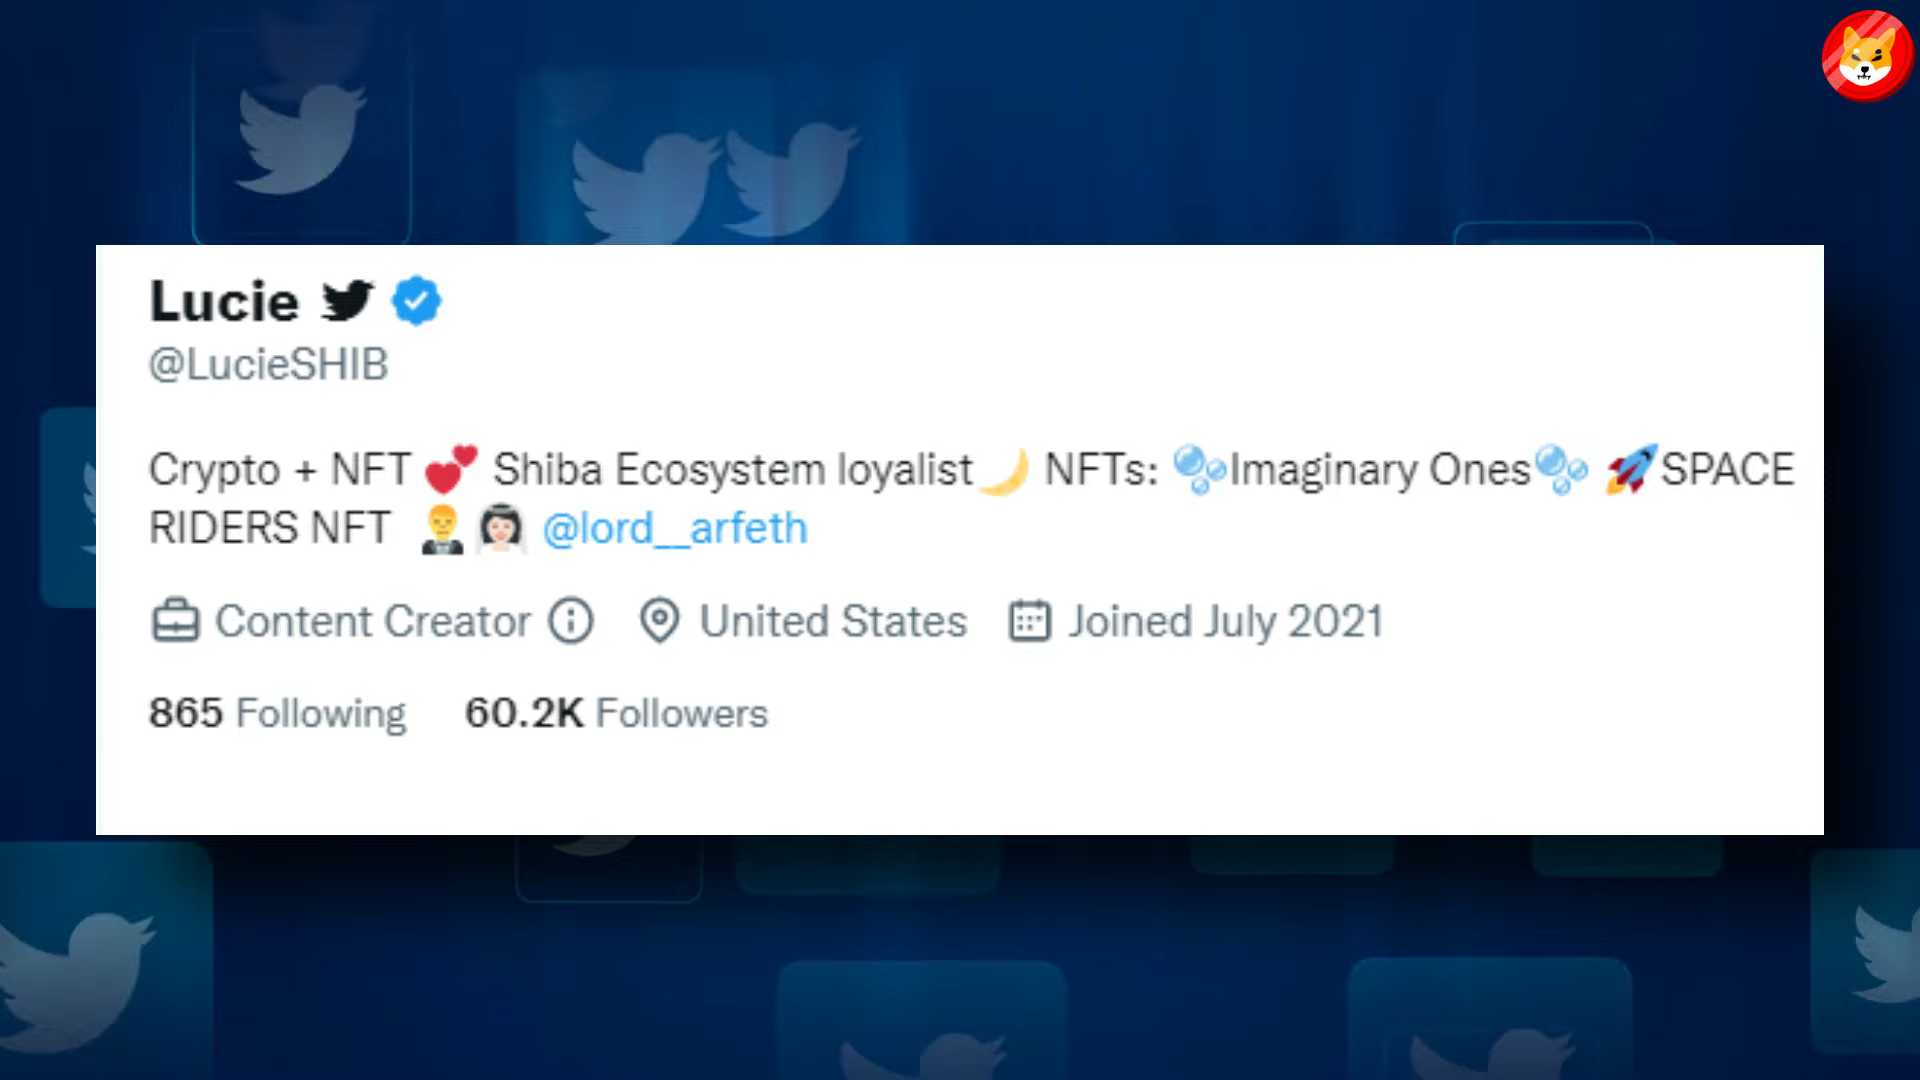 Lucie
@LucieSHIB
Crypto + NFT 💕 Shiba Ecosystem loyalist🌙 NFTs: 🫧Imaginary Ones🫧 🚀SPACE
RIDERS NFT 🤵‍♂️👰🏻‍♀️ @lord__arfeth
Content Creator United States Joined July 2021
865 Following 60.2K Followers